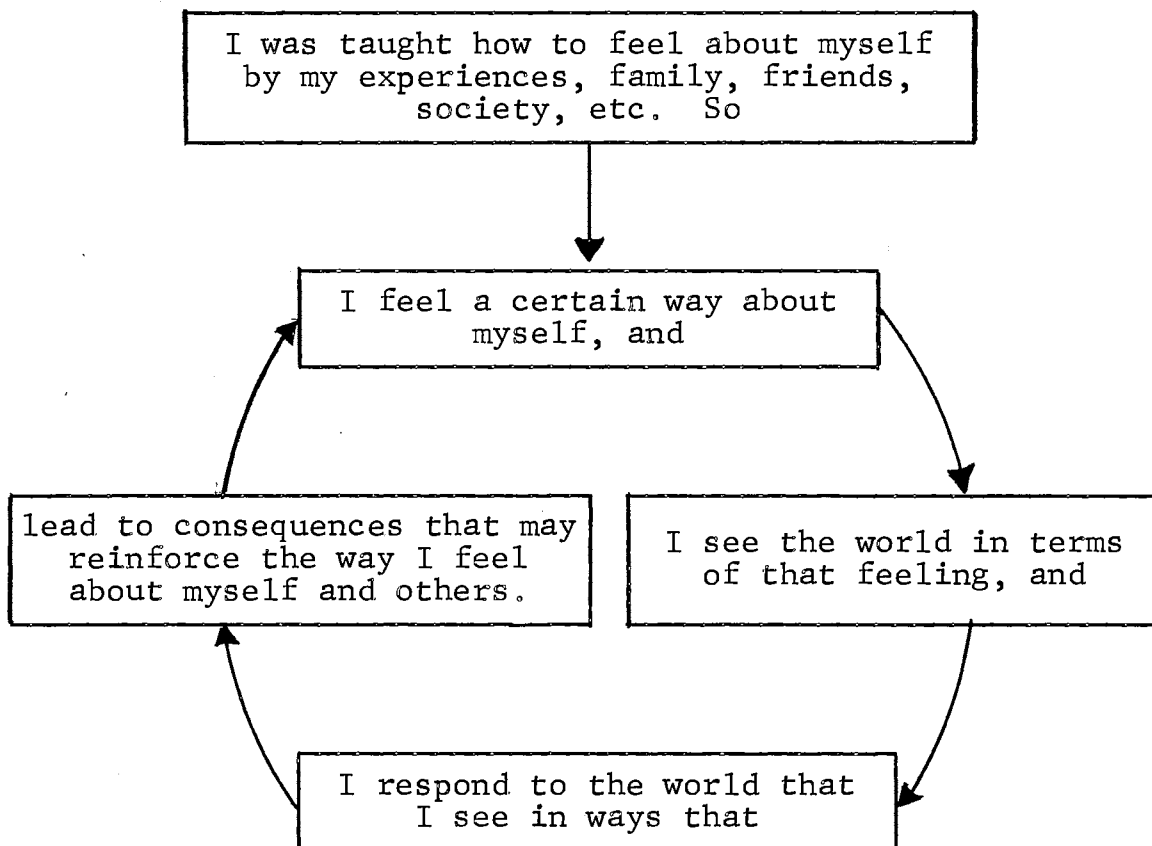 I was taught how to feel about myself
by my experiences, family, friends,
society, etc.  So
I feel a certain way about
myself, and
I see the world in terms
of that feeling, and
I respond to the world that
I see in ways that
lead to consequences that may
reinforce the way I feel
about myself and others.